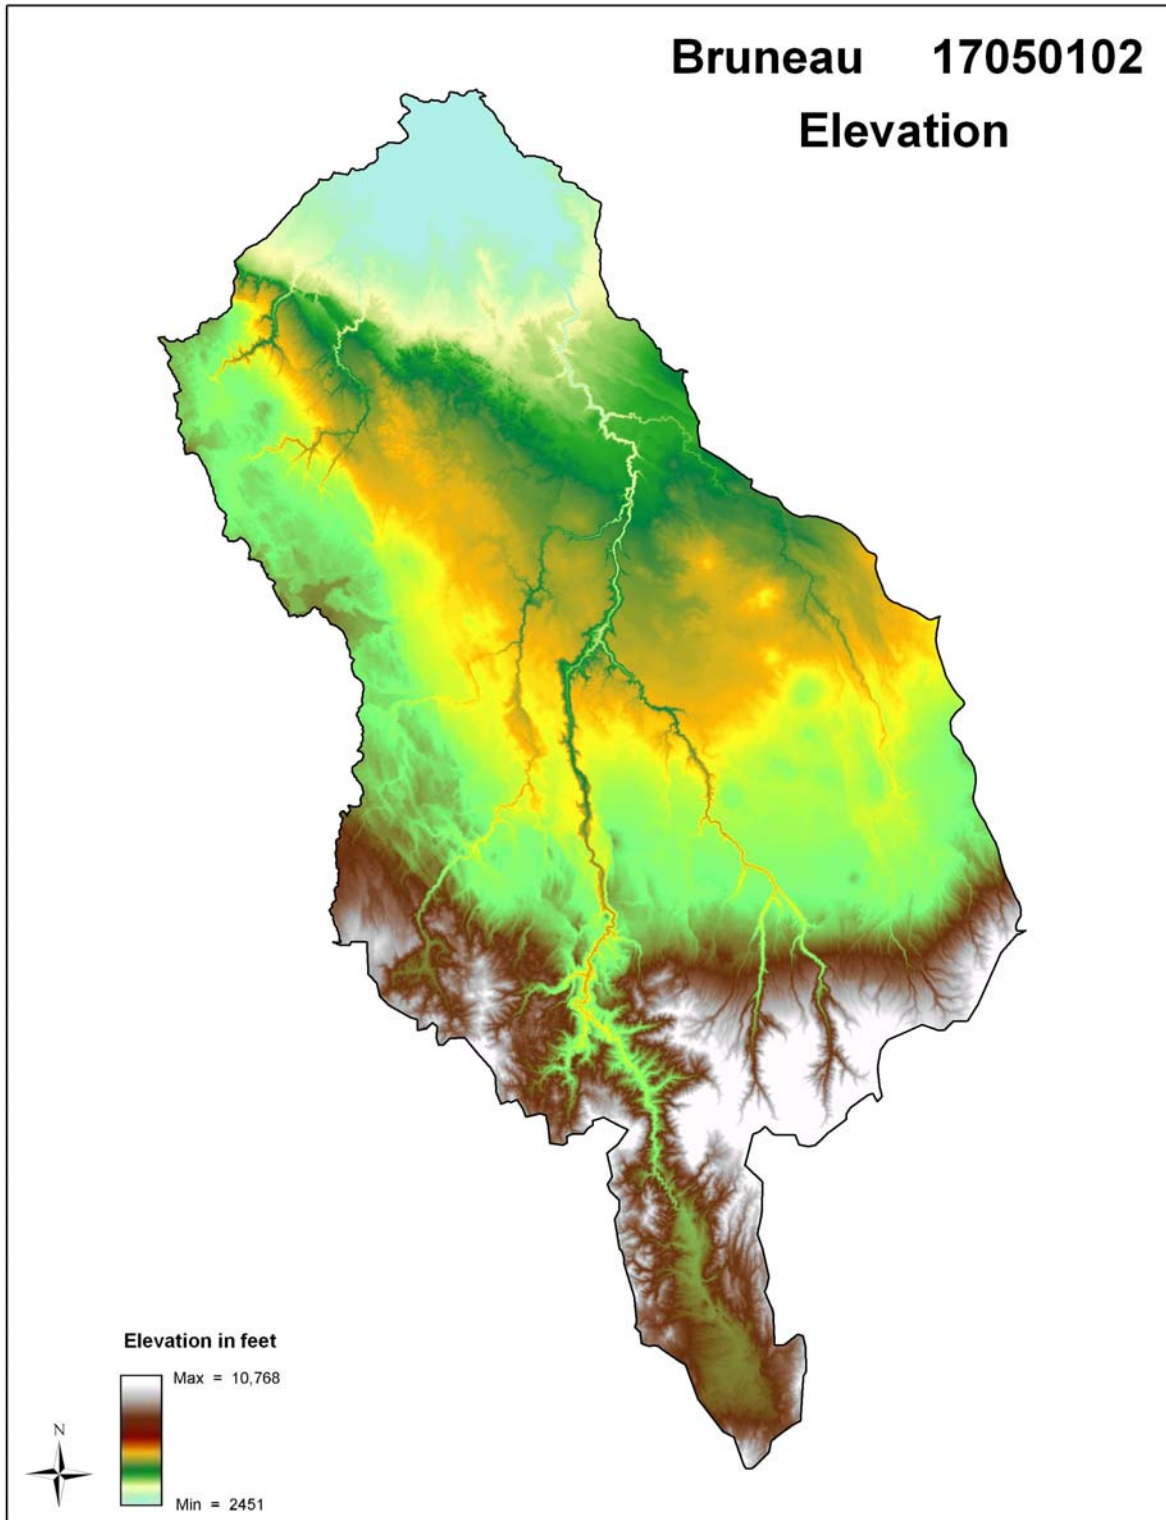 Bruneau 17050102
Elevation
Elevation in feet
Max = 10,768
Min = 2451
N